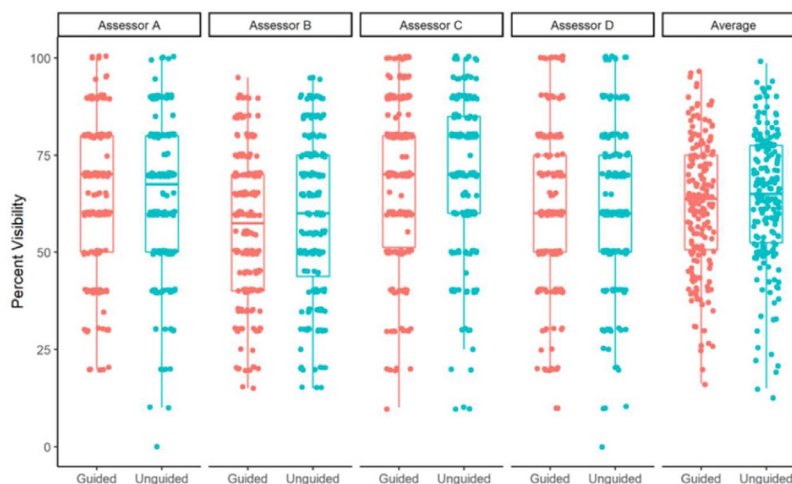 Assessor A Assessor B Assessor C Assessor D Average
100
75
50
25
0
Percent Visibility
Guided Unguided Guided Unguided Guided Unguided Guided Unguided Guided Unguided